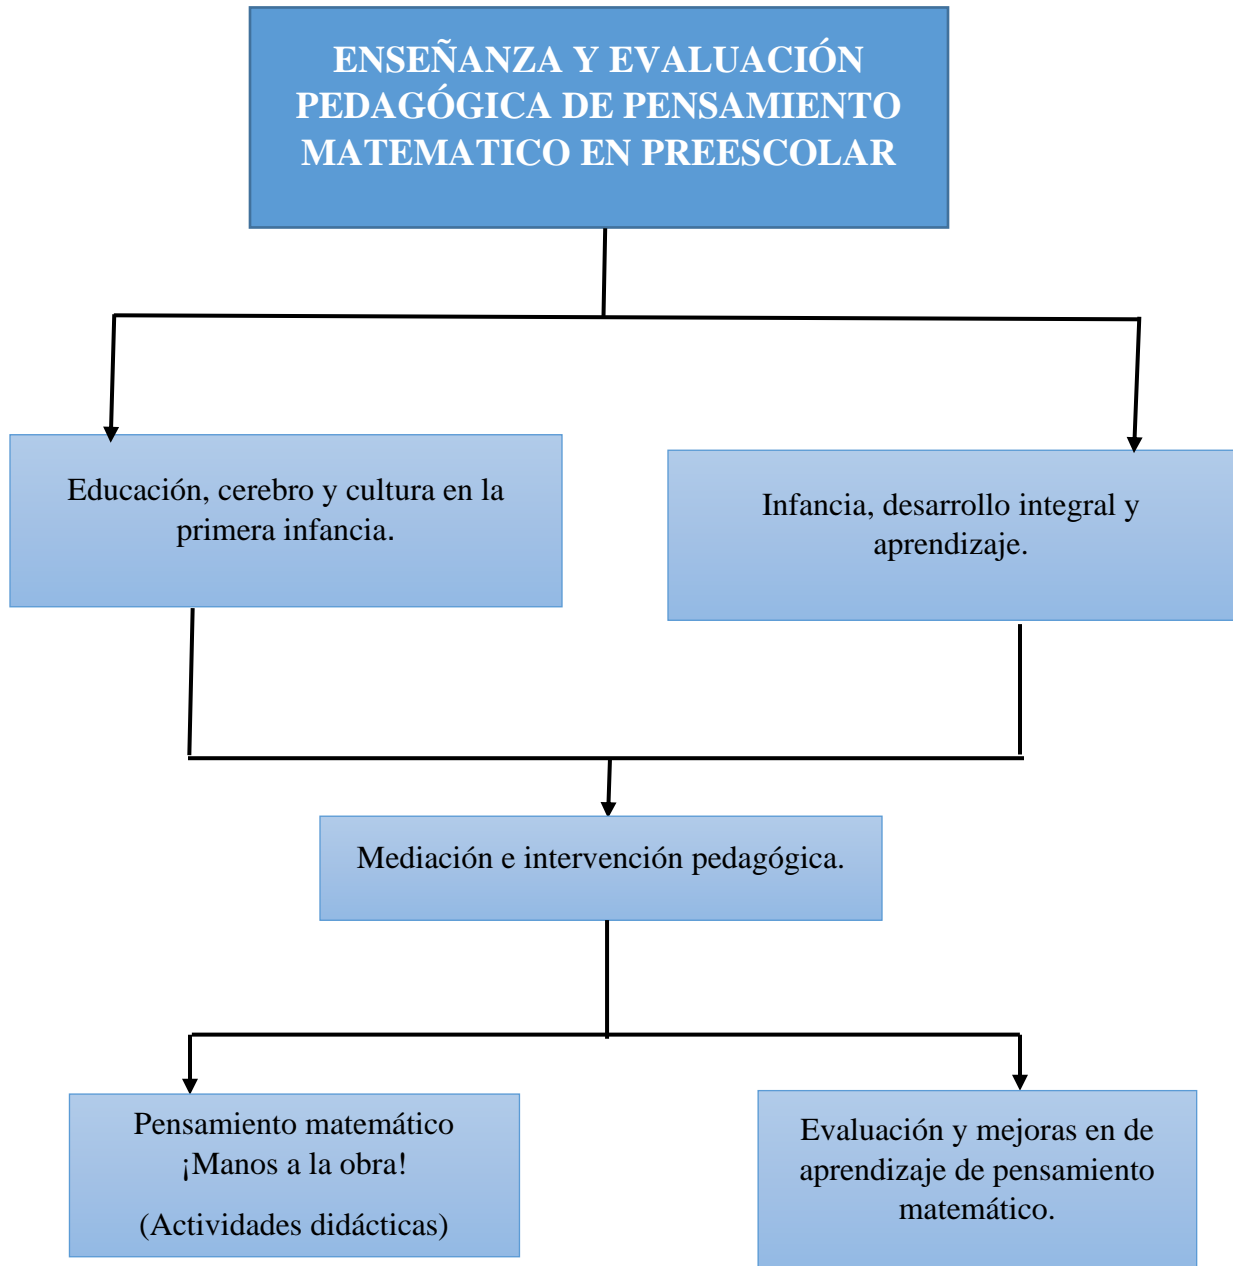 ENSEÑANZA Y EVALUACIÓN
PEDAGÓGICA DE PENSAMIENTO
MATEMATICO EN PREESCOLAR
Educación, cerebro y cultura en la
primera infancia.
Infancia, desarrollo integral y
aprendizaje.
Mediación e intervención pedagógica.
Pensamiento matemático
¡Manos a la obra!
(Actividades didácticas)
Evaluación y mejoras en de
aprendizaje de pensamiento
matemático.